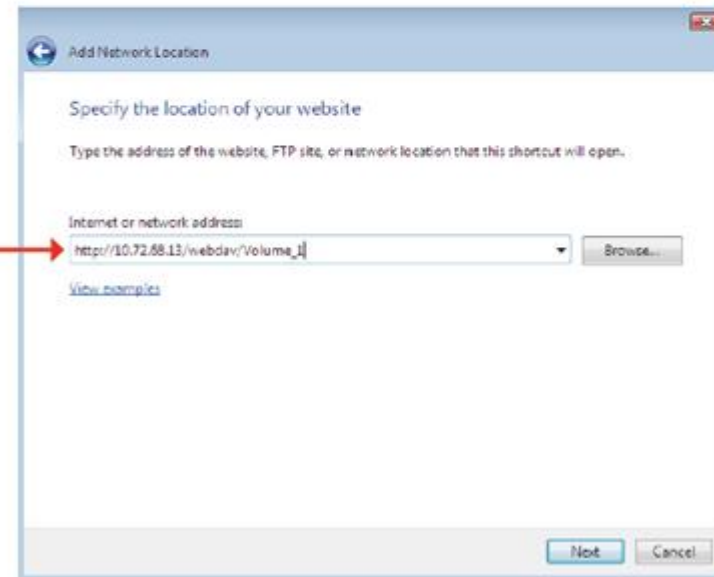 Add Network Location
Specify the location of your website
Type the address of the website, FTP site, or network location that this shortcut will open.
Internet or network address:
http://10.72.68.13/webdav/Volume_1
Browse...
View examples
Next
Cancel